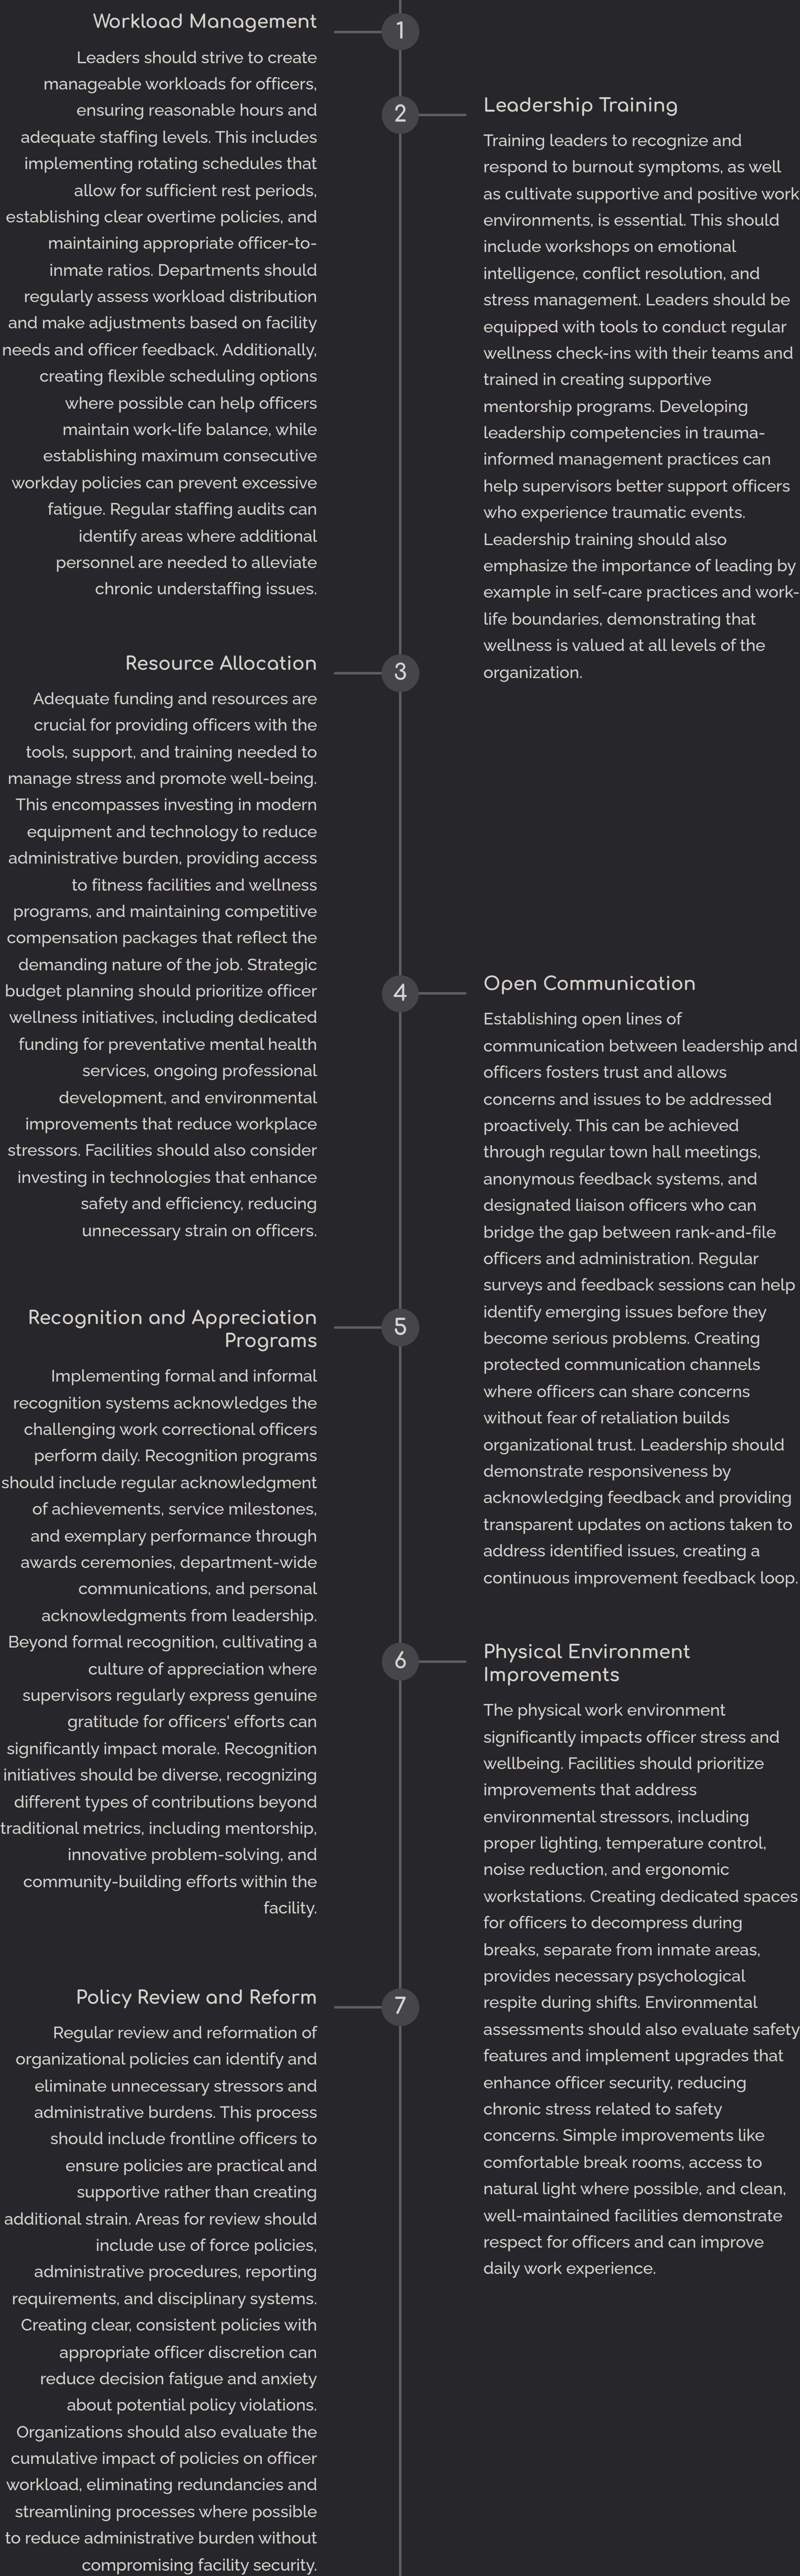 Workload Management
1
Leaders should strive to create
manageable workloads for officers,
ensuring reasonable hours and
adequate staffing levels. This includes
implementing rotating schedules that
allow for sufficient rest periods,
establishing clear overtime policies, and
maintaining appropriate officer-to-
inmate ratios. Departments should
regularly assess workload distribution
and make adjustments based on facility
needs and officer feedback. Additionally,
creating flexible scheduling options
where possible can help officers
maintain work-life balance, while
establishing maximum consecutive
workday policies can prevent excessive
fatigue. Regular staffing audits can
identify areas where additional
personnel are needed to alleviate
chronic understaffing issues.
2
Leadership Training
Training leaders to recognize and
respond to burnout symptoms, as well
as cultivate supportive and positive work
environments, is essential. This should
include workshops on emotional
intelligence, conflict resolution, and
stress management. Leaders should be
equipped with tools to conduct regular
wellness check-ins with their teams and
trained in creating supportive
mentorship programs. Developing
leadership competencies in trauma-
informed management practices can
help supervisors better support officers
who experience traumatic events.
Leadership training should also
emphasize the importance of leading by
example in self-care practices and work-
life boundaries, demonstrating that
wellness is valued at all levels of the
organization.
Resource Allocation
3
Adequate funding and resources are
crucial for providing officers with the
tools, support, and training needed to
manage stress and promote well-being.
This encompasses investing in modern
equipment and technology to reduce
administrative burden, providing access
to fitness facilities and wellness
programs, and maintaining competitive
compensation packages that reflect the
demanding nature of the job. Strategic
budget planning should prioritize officer
wellness initiatives, including dedicated
funding for preventative mental health
services, ongoing professional
development, and environmental
improvements that reduce workplace
stressors. Facilities should also consider
investing in technologies that enhance
safety and efficiency, reducing
unnecessary strain on officers.
4
Open Communication
Establishing open lines of
communication between leadership and
officers fosters trust and allows
concerns and issues to be addressed
proactively. This can be achieved
through regular town hall meetings,
anonymous feedback systems, and
designated liaison officers who can
bridge the gap between rank-and-file
officers and administration. Regular
surveys and feedback sessions can help
identify emerging issues before they
become serious problems. Creating
protected communication channels
where officers can share concerns
without fear of retaliation builds
organizational trust. Leadership should
demonstrate responsiveness by
acknowledging feedback and providing
transparent updates on actions taken to
address identified issues, creating a
continuous improvement feedback loop.
Recognition and Appreciation
Programs
5
Implementing formal and informal
recognition systems acknowledges the
challenging work correctional officers
perform daily. Recognition programs
should include regular acknowledgment
of achievements, service milestones,
and exemplary performance through
awards ceremonies, department-wide
communications, and personal
acknowledgments from leadership.
Beyond formal recognition, cultivating a
culture of appreciation where
supervisors regularly express genuine
gratitude for officers' efforts can
significantly impact morale. Recognition
initiatives should be diverse, recognizing
different types of contributions beyond
traditional metrics, including mentorship,
innovative problem-solving, and
community-building efforts within the
facility.
6
Physical Environment
Improvements
The physical work environment
significantly impacts officer stress and
wellbeing. Facilities should prioritize
improvements that address
environmental stressors, including
proper lighting, temperature control,
noise reduction, and ergonomic
workstations. Creating dedicated spaces
for officers to decompress during
breaks, separate from inmate areas,
provides necessary psychological
respite during shifts. Environmental
assessments should also evaluate safety
features and implement upgrades that
enhance officer security, reducing
chronic stress related to safety
concerns. Simple improvements like
comfortable break rooms, access to
natural light where possible, and clean,
well-maintained facilities demonstrate
respect for officers and can improve
daily work experience.
Policy Review and Reform
7
Regular review and reformation of
organizational policies can identify and
eliminate unnecessary stressors and
administrative burdens. This process
should include frontline officers to
ensure policies are practical and
supportive rather than creating
additional strain. Areas for review should
include use of force policies,
administrative procedures, reporting
requirements, and disciplinary systems.
Creating clear, consistent policies with
appropriate officer discretion can
reduce decision fatigue and anxiety
about potential policy violations.
Organizations should also evaluate the
cumulative impact of policies on officer
workload, eliminating redundancies and
streamlining processes where possible
to reduce administrative burden without
compromising facility security.